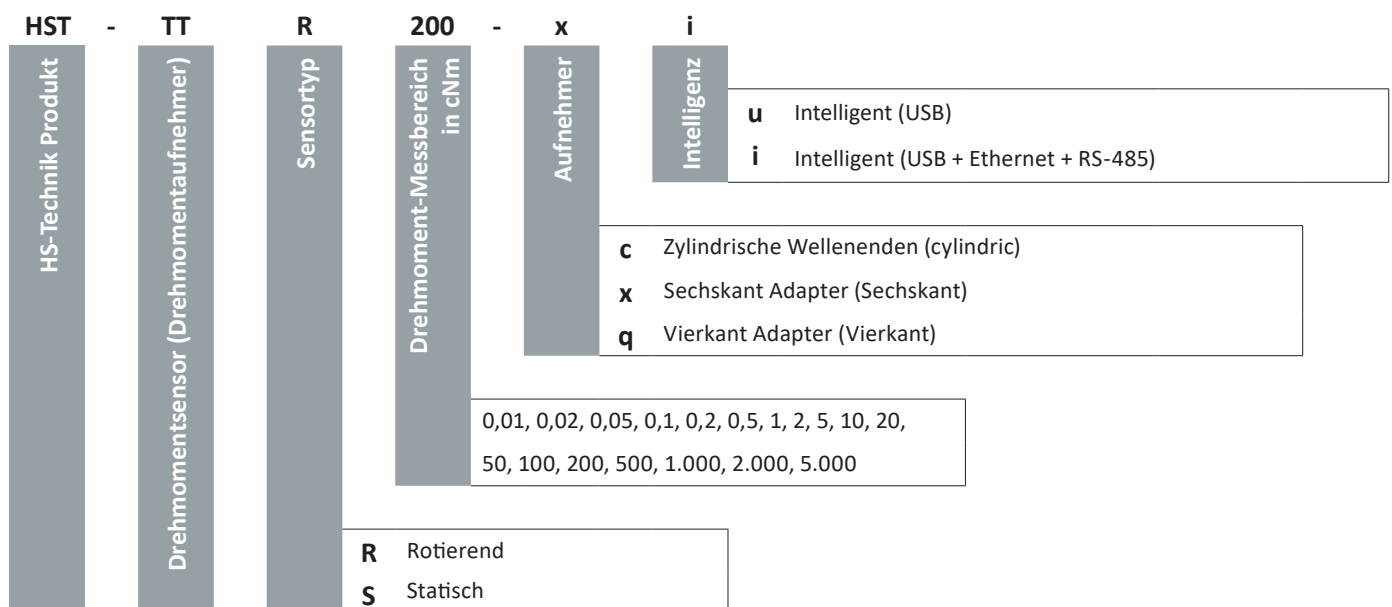 HST - TT R 200 - x i
HS-Technik Produkt
Drehmomentsensor (Drehmomentaufnehmer)
Sensortyp
Drehmoment-Messbereich
in cNm
Aufnehmer
Intelligenz
u Intelligent (USB)
i Intelligent (USB + Ethernet + RS-485)
c Zylindrische Wellenenden (cylindric)
x Sechskant Adapter (Sechskant)
q Vierkant Adapter (Vierkant)
0,01, 0,02, 0,05, 0,1, 0,2, 0,5, 1, 2, 5, 10, 20,
50, 100, 200, 500, 1.000, 2.000, 5.000
R Rotierend
S Statisch